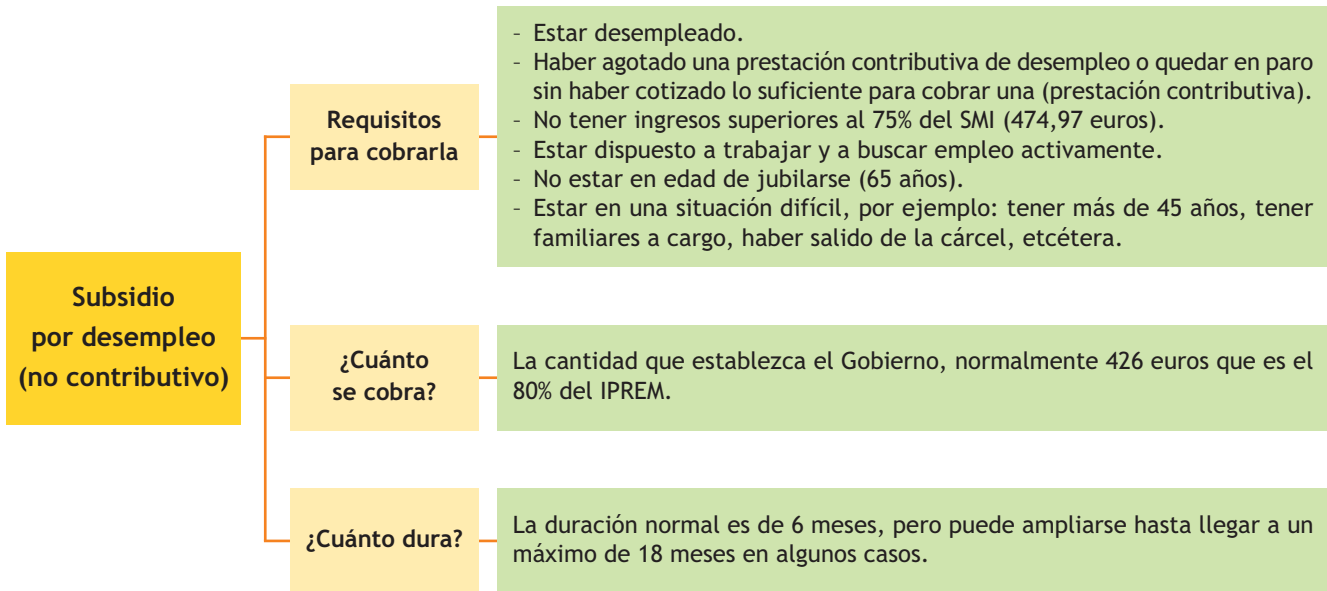 Subsidio
por desempleo
(no contributivo)
Requisitos
para cobrarla
- Estar desempleado.
- Haber agotado una prestación contributiva de desempleo o quedar en paro
sin haber cotizado lo suficiente para cobrar una (prestación contributiva).
- No tener ingresos superiores al 75% del SMI (474,97 euros).
- Estar dispuesto a trabajar y a buscar empleo activamente.
- No estar en edad de jubilarse (65 años).
- Estar en una situación difícil, por ejemplo: tener más de 45 años, tener
familiares a cargo, haber salido de la cárcel, etcétera.
¿Cuánto
se cobra?
La cantidad que establezca el Gobierno, normalmente 426 euros que es el
80% del IPREM.
¿Cuánto dura?
La duración normal es de 6 meses, pero puede ampliarse hasta llegar a un
máximo de 18 meses en algunos casos.